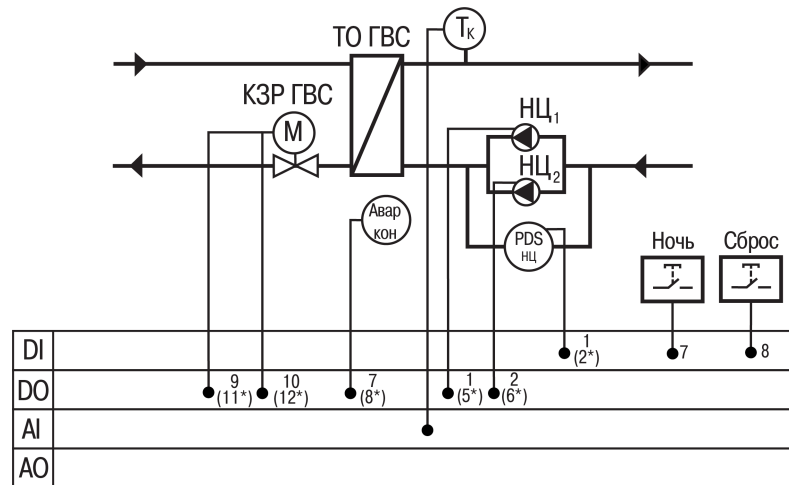 ТО ГВС
Tк
КЗР ГВС
М
НЦ1
НЦ2
Авар
кон
PDS
НЦ
Ночь
Сброс
DI
1
(2*)
7
8
DO
9
(11*)
10
(12*)
7
(8*)
1
(5*)
2
(6*)
AI
AO